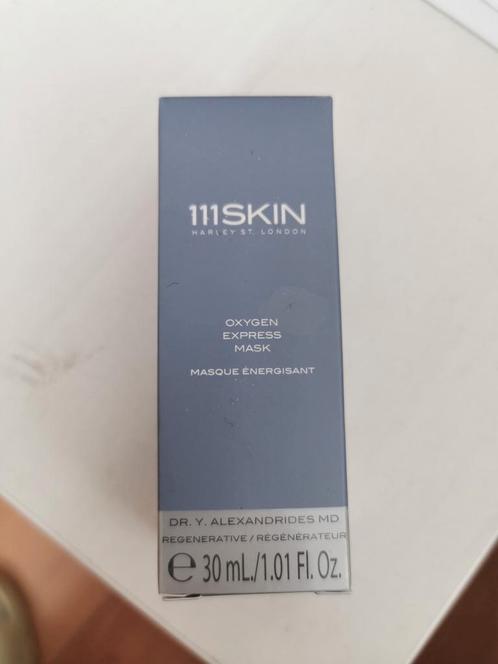 111SKIN
HARLEY ST. LONDON
OXYGEN
EXPRESS
MASK
MASQUE ÉNERGISANT
DR. Y. ALEXANDRIDES MD
REGENERATIVE / RÉGÉNÉRATEUR
℮ 30 mL./1.01 Fl. Oz.